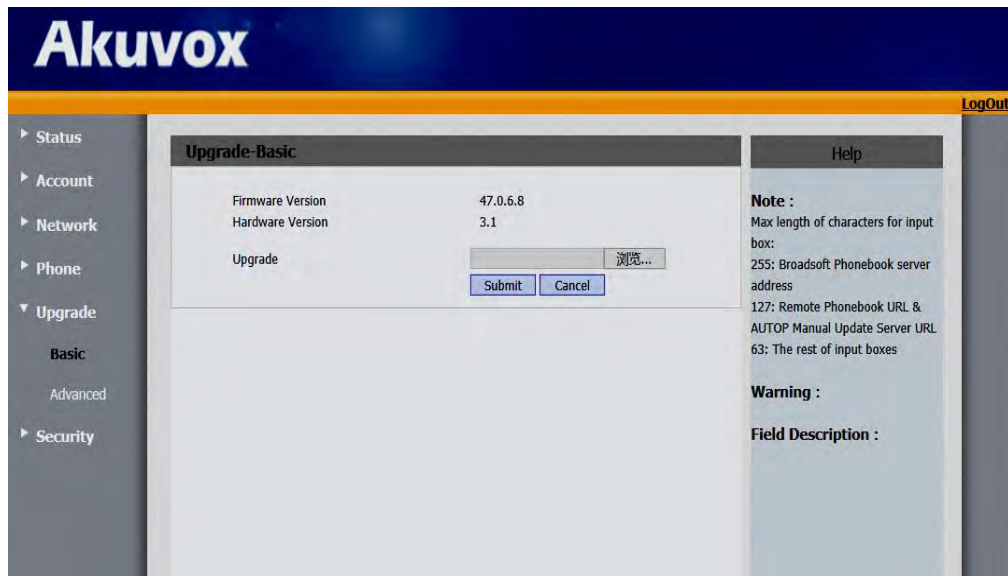 Akuvox
LogOut
Status
Account
Network
Phone
Upgrade
Basic
Advanced
Security
Upgrade-Basic
Firmware Version 47.0.6.8
Hardware Version 3.1
Upgrade 浏览...
Submit Cancel
Help
Note :
Max length of characters for input
box:
255: Broadsoft Phonebook server
address
127: Remote Phonebook URL &
AUTOP Manual Update Server URL
63: The rest of input boxes
Warning :
Field Description :